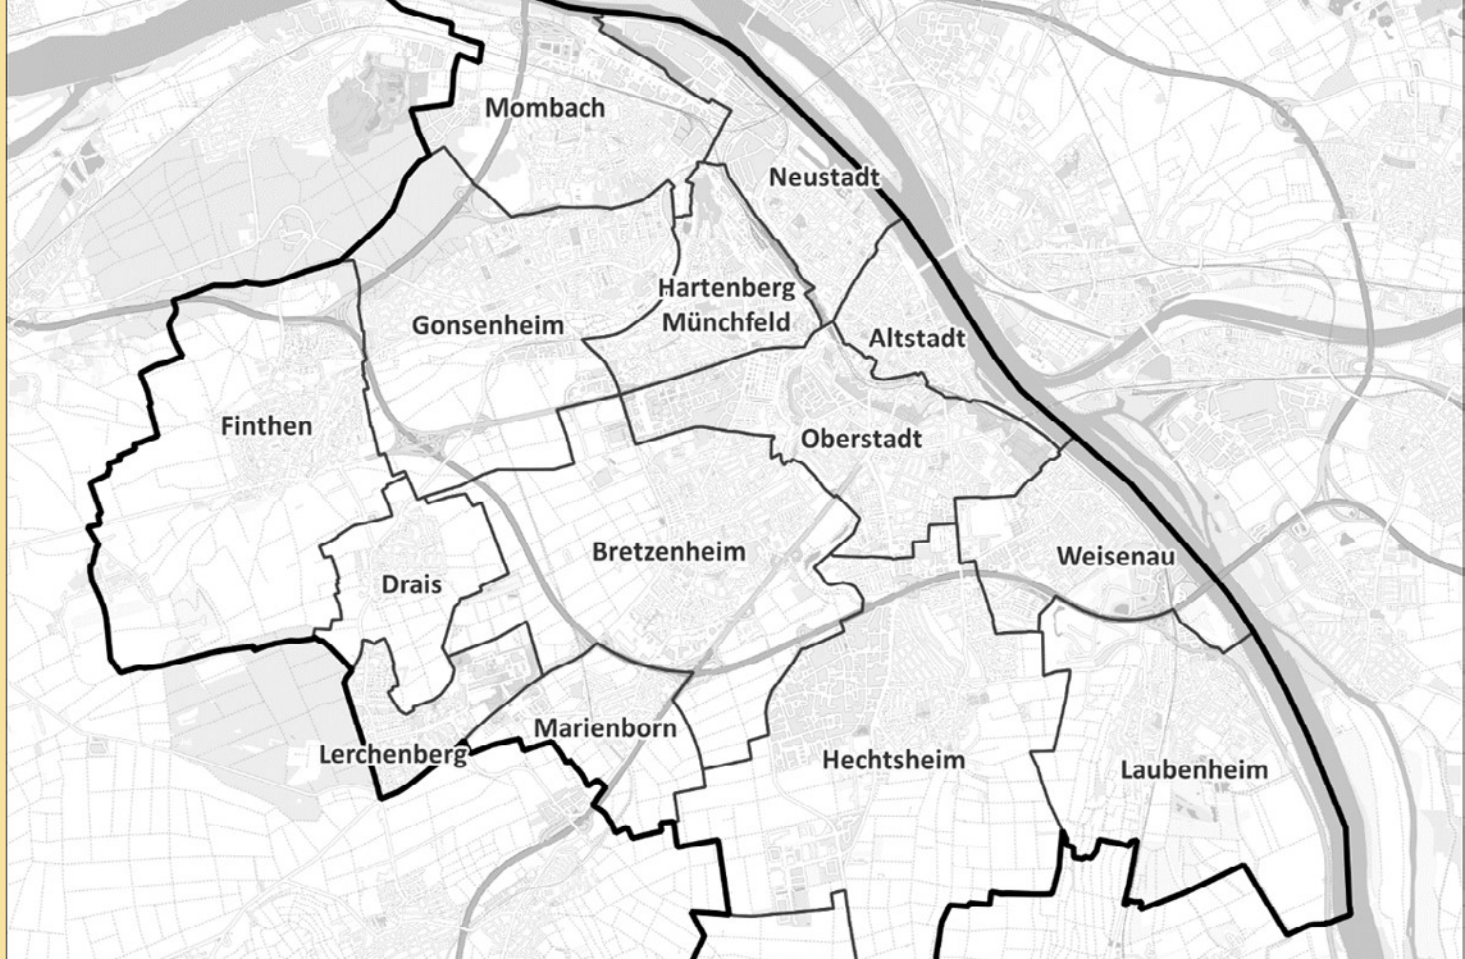 Mombach
Neustadt
Hartenberg
Münchfeld
Gonsenheim
Altstadt
Finthen
Oberstadt
Bretzenheim
Weisenau
Drais
Marienborn
Lerchenberg
Hechtsheim
Laubenheim